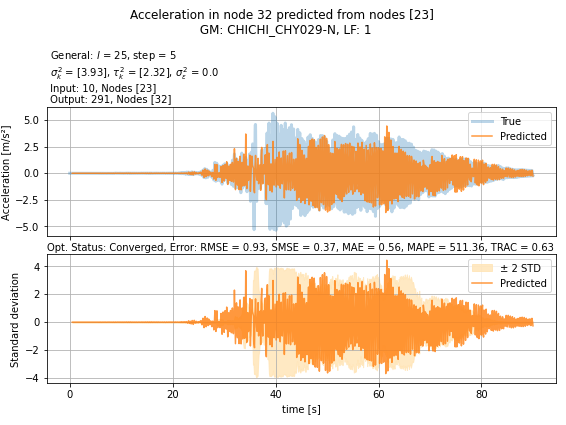 Acceleration in node 32 predicted from nodes [23]
GM: CHICHI_CHY029-N, LF: 1
General: l = 25, step = 5
σ²ₖ = [3.93], τ²ₖ = [2.32], σ²ε = 0.0
Input: 10, Nodes [23]
Output: 291, Nodes [32]
Acceleration [m/s²]
5.0
2.5
0.0
−2.5
−5.0
True
Predicted
Opt. Status: Converged, Error: RMSE = 0.93, SMSE = 0.37, MAE = 0.56, MAPE = 511.36, TRAC = 0.63
Standard deviation
4
2
0
−2
−4
± 2 STD
Predicted
0 20 40 60 80
time [s]